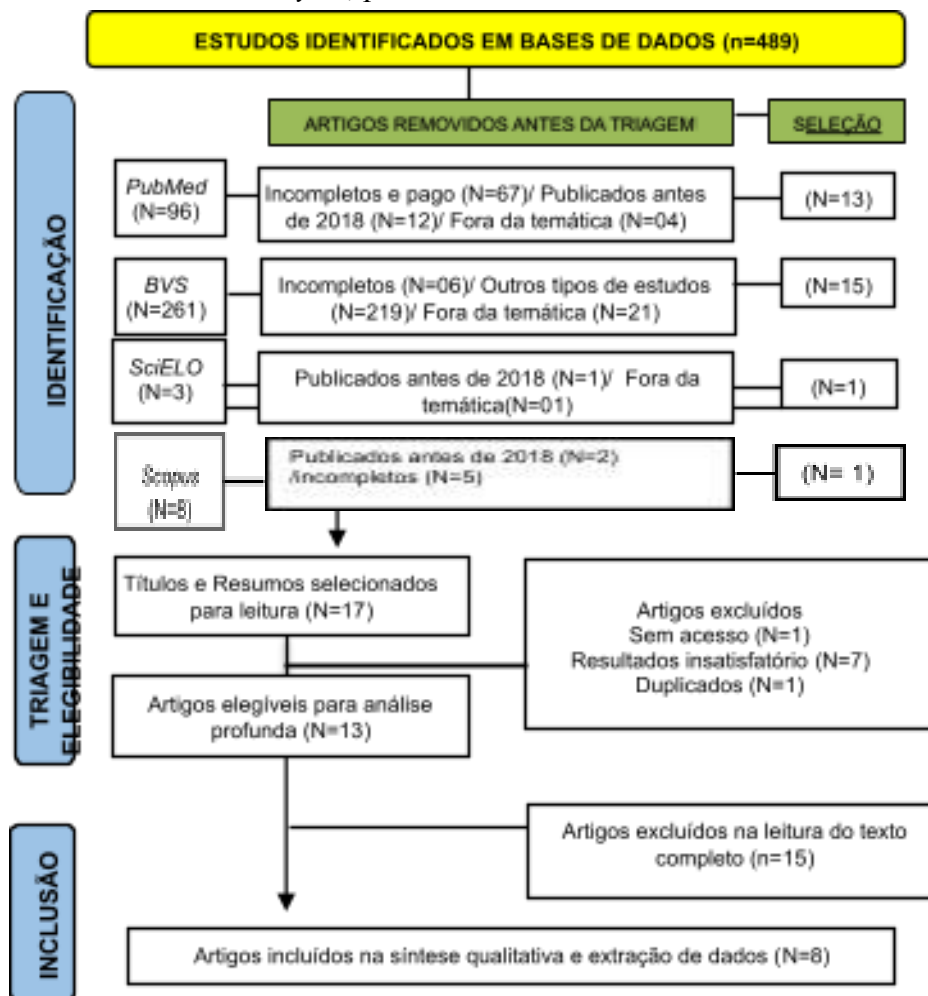 ESTUDOS IDENTIFICADOS EM BASES DE DADOS (n=489)
IDENTIFICAÇÃO
ARTIGOS REMOVIDOS ANTES DA TRIAGEM
SELEÇÃO
PubMed
(N=96)
Incompletos e pago (N=67)/ Publicados antes
de 2018 (N=12)/ Fora da temática (N=04)
(N=13)
BVS
(N=261)
Incompletos (N=06)/ Outros tipos de estudos
(N=219)/ Fora da temática (N=21)
(N=15)
SciELO
(N=3)
Publicados antes de 2018 (N=1)/ Fora da
temática(N=01)
(N=1)
Scopus
(N=8)
Publicados antes de 2018 (N=2)
/Incompletos (N=5)
(N= 1)
TRIAGEM E
ELEGIBILIDADE
Títulos e Resumos selecionados
para leitura (N=17)
Artigos excluídos
Sem acesso (N=1)
Resultados insatisfatório (N=7)
Duplicados (N=1)
Artigos elegíveis para análise
profunda (N=13)
INCLUSÃO
Artigos excluídos na leitura do texto
completo (n=15)
Artigos incluídos na síntese qualitativa e extração de dados (N=8)